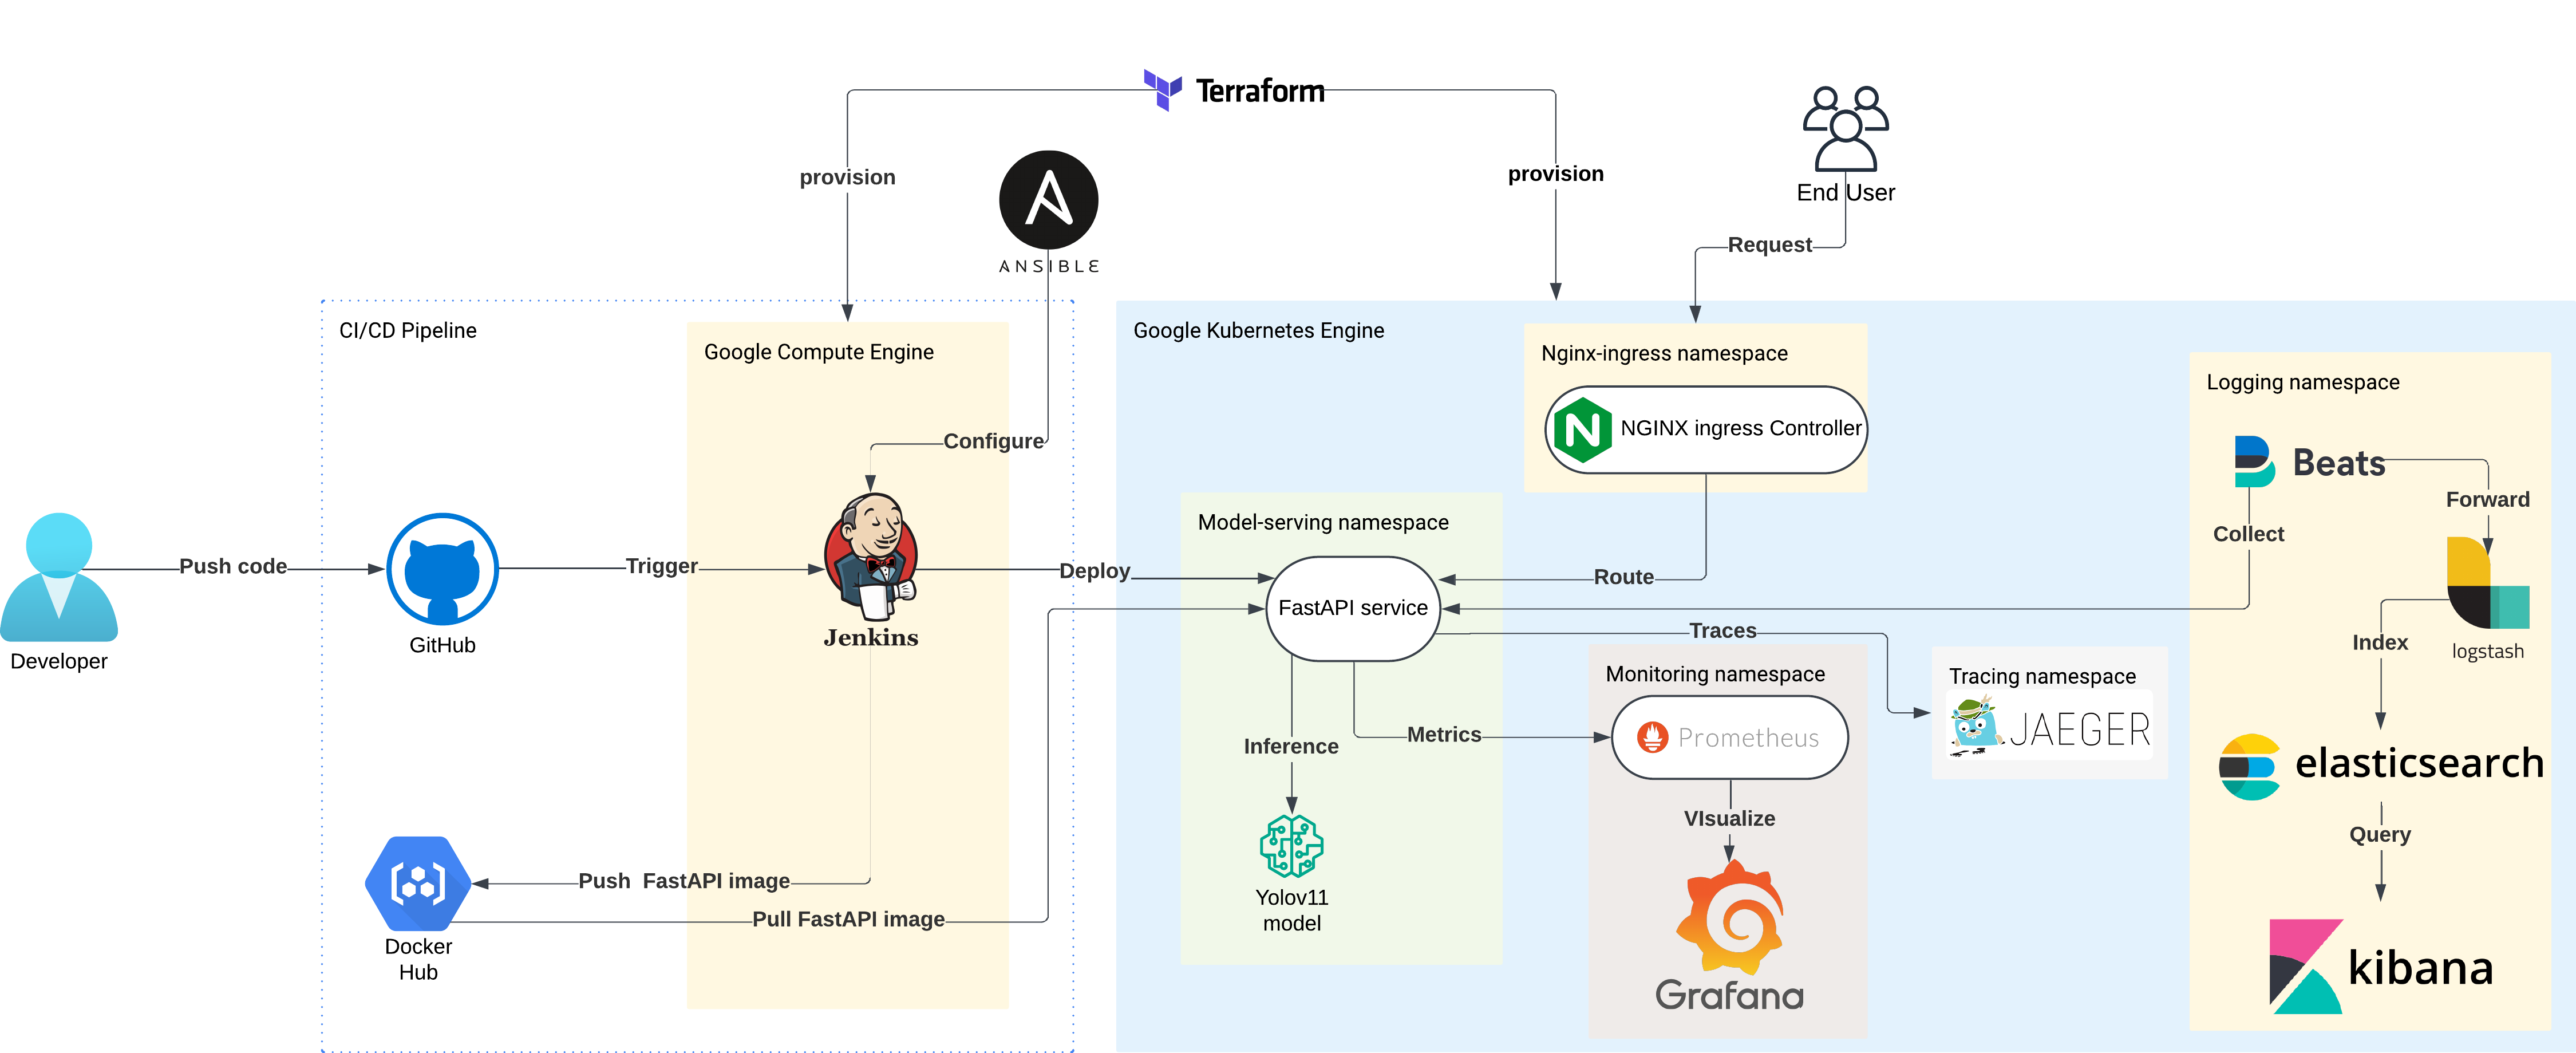 Terraform
provision
provision
ANSIBLE
End User
Request
CI/CD Pipeline
Google Compute Engine
Configure
Google Kubernetes Engine
Nginx-ingress namespace
NGINX ingress Controller
Logging namespace
Beats
Forward
Collect
logstash
Index
elasticsearch
Query
kibana
Developer
Push code
GitHub
Trigger
Jenkins
Deploy
Model-serving namespace
FastAPI service
Route
Traces
Inference
Metrics
Yolov11
model
Monitoring namespace
Prometheus
VIsualize
Grafana
Tracing namespace
JAEGER
Push FastAPI image
Pull FastAPI image
Docker
Hub